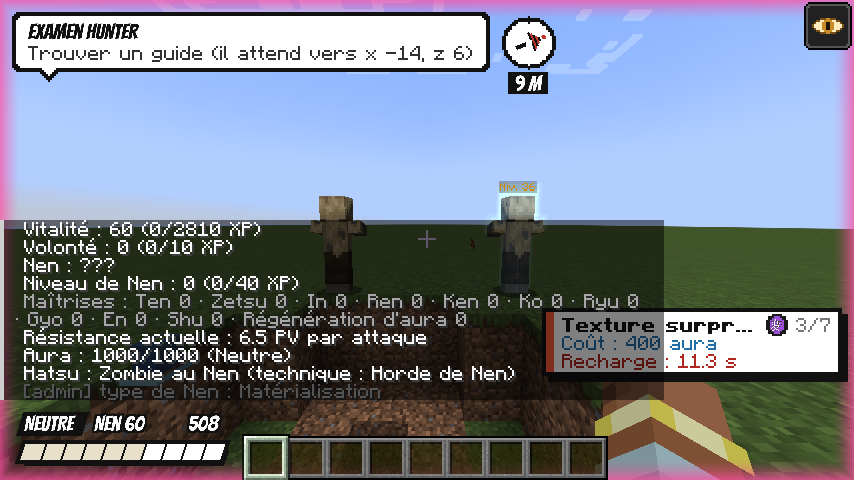 EXAMEN HUNTER
Trouver un guide (il attend vers x -14, z 6)
9 M
Niv. 36
Vitalité : 60 (0/2810 XP)
Volonté : 0 (0/10 XP)
Nen : ???
Niveau de Nen : 0 (0/40 XP)
Maîtrises : Ten 0 · Zetsu 0 · In 0 · Ren 0 · Ken 0 · Ko 0 · Ryu 0
· Gyo 0 · En 0 · Shu 0 · Régénération d'aura 0
Résistance actuelle : 6.5 PV par attaque
Aura : 1000/1000 (Neutre)
Hatsu : Zombie au Nen (technique : Horde de Nen)
[admin] type de Nen : Matérialisation
Texture surpr... 3/7
Coût : 400 aura
Recharge : 11.3 s
NEUTRE NEN 60 508